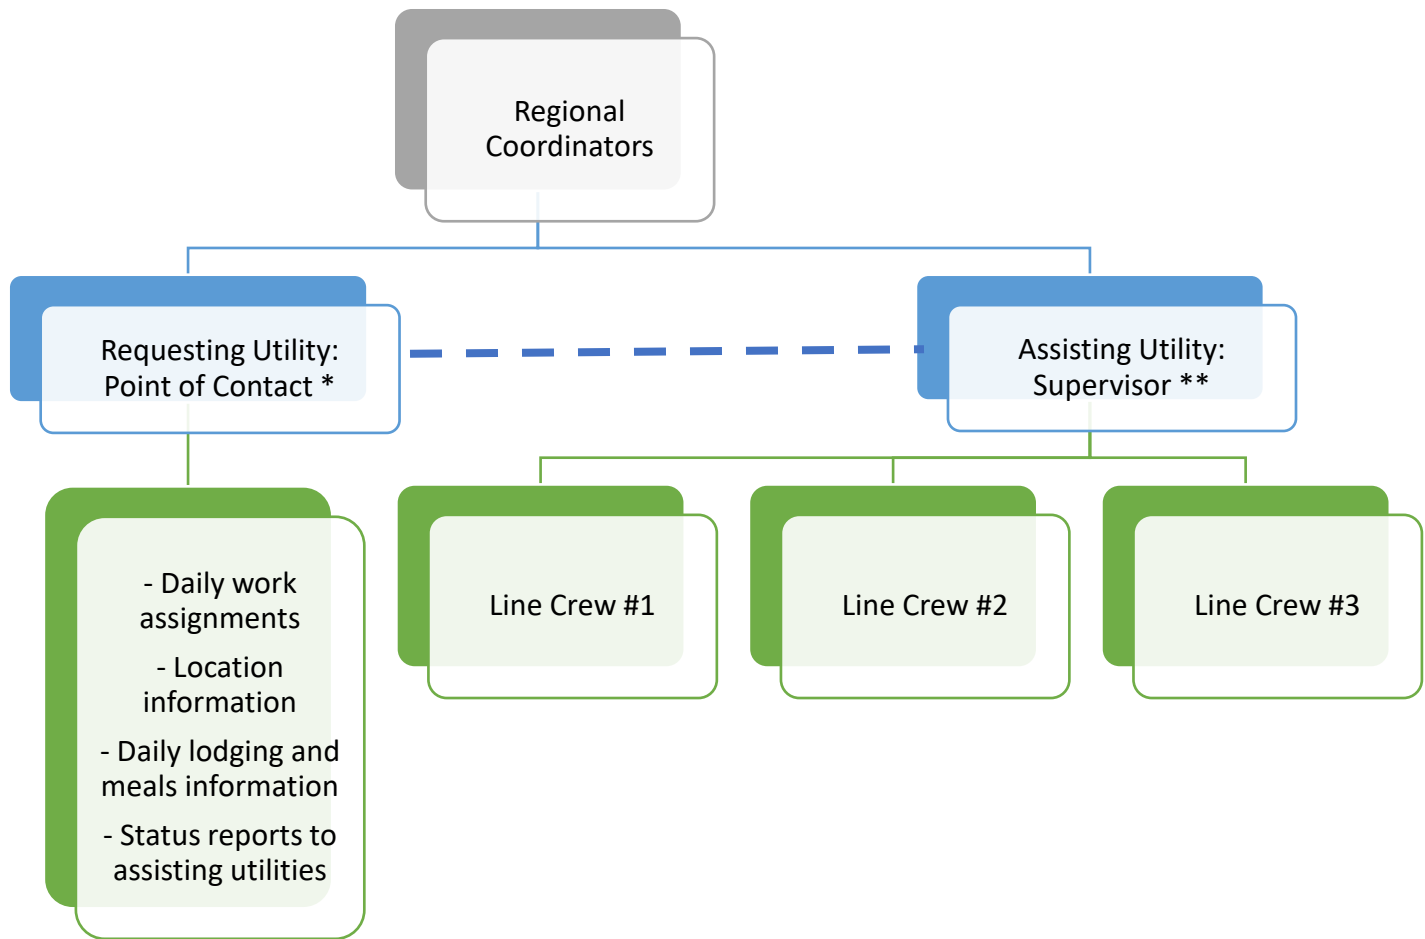 Regional
Coordinators
Requesting Utility:
Point of Contact *
Assisting Utility:
Supervisor **
- Daily work
assignments
- Location
information
- Daily lodging and
meals information
- Status reports to
assisting utilities
Line Crew #1
Line Crew #2
Line Crew #3